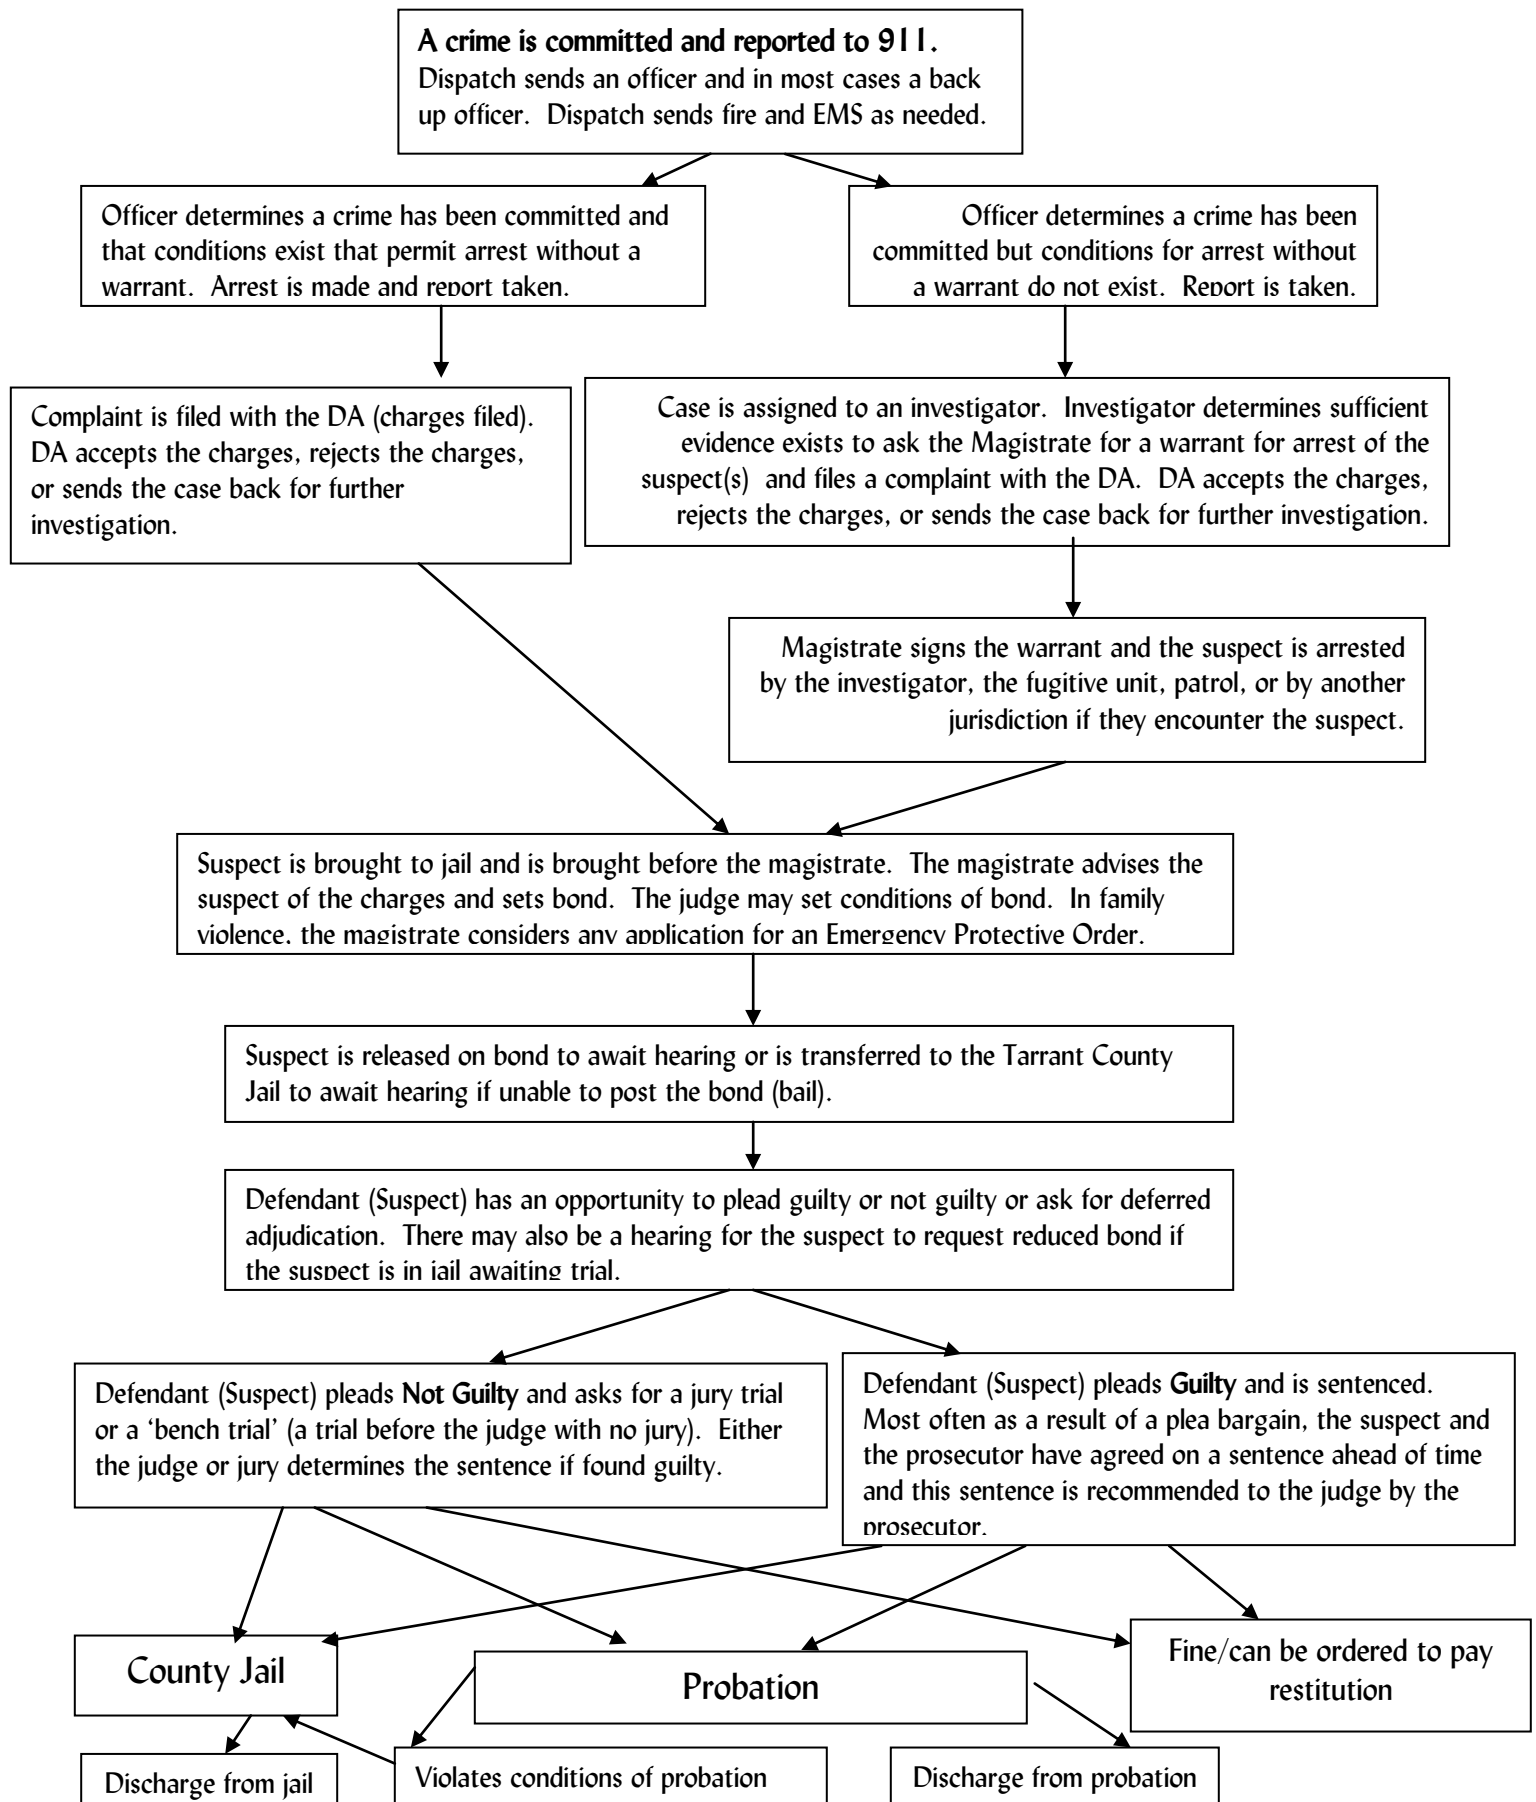 A crime is committed and reported to 911.
Dispatch sends an officer and in most cases a back
up officer. Dispatch sends fire and EMS as needed.
Officer determines a crime has been committed and
that conditions exist that permit arrest without a
warrant. Arrest is made and report taken.
Officer determines a crime has been
committed but conditions for arrest without
a warrant do not exist. Report is taken.
Complaint is filed with the DA (charges filed).
DA accepts the charges, rejects the charges,
or sends the case back for further
investigation.
Case is assigned to an investigator. Investigator determines sufficient
evidence exists to ask the Magistrate for a warrant for arrest of the
suspect(s) and files a complaint with the DA. DA accepts the charges,
rejects the charges, or sends the case back for further investigation.
Magistrate signs the warrant and the suspect is arrested
by the investigator, the fugitive unit, patrol, or by another
jurisdiction if they encounter the suspect.
Suspect is brought to jail and is brought before the magistrate. The magistrate advises the
suspect of the charges and sets bond. The judge may set conditions of bond. In family
violence, the magistrate considers any application for an Emergency Protective Order.
Suspect is released on bond to await hearing or is transferred to the Tarrant County
Jail to await hearing if unable to post the bond (bail).
Defendant (Suspect) has an opportunity to plead guilty or not guilty or ask for deferred
adjudication. There may also be a hearing for the suspect to request reduced bond if
the suspect is in jail awaiting trial.
Defendant (Suspect) pleads Not Guilty and asks for a jury trial
or a ‘bench trial’ (a trial before the judge with no jury). Either
the judge or jury determines the sentence if found guilty.
Defendant (Suspect) pleads Guilty and is sentenced.
Most often as a result of a plea bargain, the suspect and
the prosecutor have agreed on a sentence ahead of time
and this sentence is recommended to the judge by the
prosecutor.
County Jail
Probation
Fine/can be ordered to pay
restitution
Discharge from jail
Violates conditions of probation
Discharge from probation